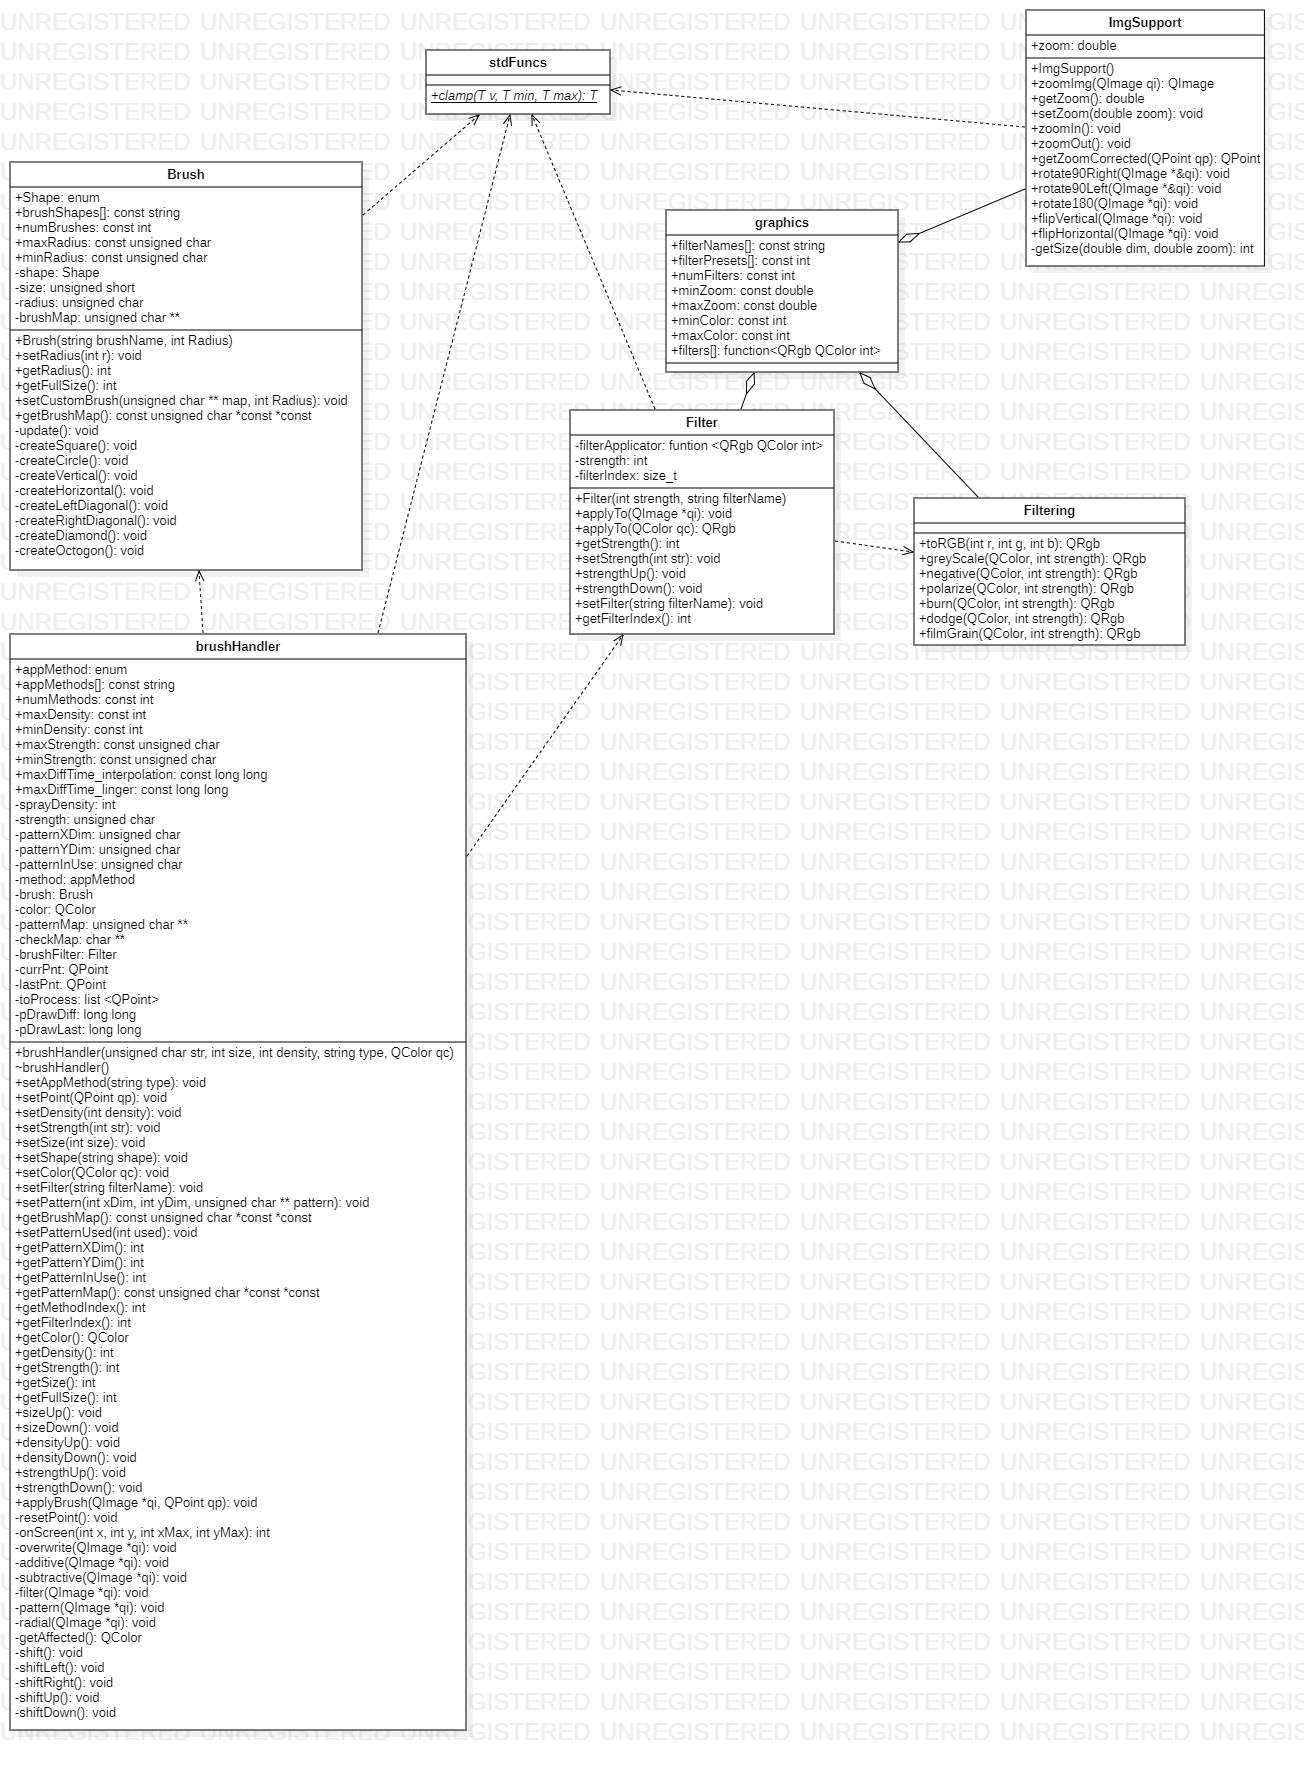 stdFuncs
+clamp(T v, T min, T max): T
ImgSupport
+zoom: double
+ImgSupport()
+zoomImg(QImage qi): QImage
+getZoom(): double
+setZoom(double zoom): void
+zoomIn(): void
+zoomOut(): void
+getZoomCorrected(QPoint qp): QPoint
+rotate90Right(QImage *&qi): void
+rotate90Left(QImage *&qi): void
+rotate180(QImage *qi): void
+flipVertical(QImage *qi): void
+flipHorizontal(QImage *qi): void
-getSize(double dim, double zoom): int
Brush
+Shape: enum
+brushShapes[]: const string
+numBrushes: const int
+maxRadius: const unsigned char
+minRadius: const unsigned char
-shape: Shape
-size: unsigned short
-radius: unsigned char
-brushMap: unsigned char **
+Brush(string brushName, int Radius)
+setRadius(int r): void
+getRadius(): int
+getFullSize(): int
+setCustomBrush(unsigned char ** map, int Radius): void
+getBrushMap(): const unsigned char *const *const
-update(): void
-createSquare(): void
-createCircle(): void
-createVertical(): void
-createHorizontal(): void
-createLeftDiagonal(): void
-createRightDiagonal(): void
-createDiamond(): void
-createOctogon(): void
graphics
+filterNames[]: const string
+filterPresets[]: const int
+numFilters: const int
+minZoom: const double
+maxZoom: const double
+minColor: const int
+maxColor: const int
+filters[]: function<QRgb QColor int>
Filter
-filterApplicator: funtion <QRgb QColor int>
-strength: int
-filterIndex: size_t
+Filter(int strength, string filterName)
+applyTo(QImage *qi): void
+applyTo(QColor qc): QRgb
+getStrength(): int
+setStrength(int str): void
+strengthUp(): void
+strengthDown(): void
+setFilter(string filterName): void
+getFilterIndex(): int
Filtering
+toRGB(int r, int g, int b): QRgb
+greyScale(QColor, int strength): QRgb
+negative(QColor, int strength): QRgb
+polarize(QColor, int strength): QRgb
+burn(QColor, int strength): QRgb
+dodge(QColor, int strength): QRgb
+filmGrain(QColor, int strength): QRgb
brushHandler
+appMethod: enum
+appMethods[]: const string
+numMethods: const int
+maxDensity: const int
+minDensity: const int
+maxStrength: const unsigned char
+minStrength: const unsigned char
+maxDiffTime_interpolation: const long long
+maxDiffTime_linger: const long long
-sprayDensity: int
-strength: unsigned char
-patternXDim: unsigned char
-patternYDim: unsigned char
-patternInUse: unsigned char
-method: appMethod
-brush: Brush
-color: QColor
-patternMap: unsigned char **
-checkMap: char **
-brushFilter: Filter
-currPnt: QPoint
-lastPnt: QPoint
-toProcess: list <QPoint>
-pDrawDiff: long long
-pDrawLast: long long
+brushHandler(unsigned char str, int size, int density, string type, QColor qc)
~brushHandler()
+setAppMethod(string type): void
+setPoint(QPoint qp): void
+setDensity(int density): void
+setStrength(int str): void
+setSize(int size): void
+setShape(string shape): void
+setColor(QColor qc): void
+setFilter(string filterName): void
+setPattern(int xDim, int yDim, unsigned char ** pattern): void
+getBrushMap(): const unsigned char *const *const
+setPatternUsed(int used): void
+getPatternXDim(): int
+getPatternYDim(): int
+getPatternInUse(): int
+getPatternMap(): const unsigned char *const *const
+getMethodIndex(): int
+getFilterIndex(): int
+getColor(): QColor
+getDensity(): int
+getStrength(): int
+getSize(): int
+getFullSize(): int
+sizeUp(): void
+sizeDown(): void
+densityUp(): void
+densityDown(): void
+strengthUp(): void
+strengthDown(): void
+applyBrush(QImage *qi, QPoint qp): void
-resetPoint(): void
-onScreen(int x, int y, int xMax, int yMax): int
-overwrite(QImage *qi): void
-additive(QImage *qi): void
-subtractive(QImage *qi): void
-filter(QImage *qi): void
-pattern(QImage *qi): void
-radial(QImage *qi): void
-getAffected(): QColor
-shift(): void
-shiftLeft(): void
-shiftRight(): void
-shiftUp(): void
-shiftDown(): void